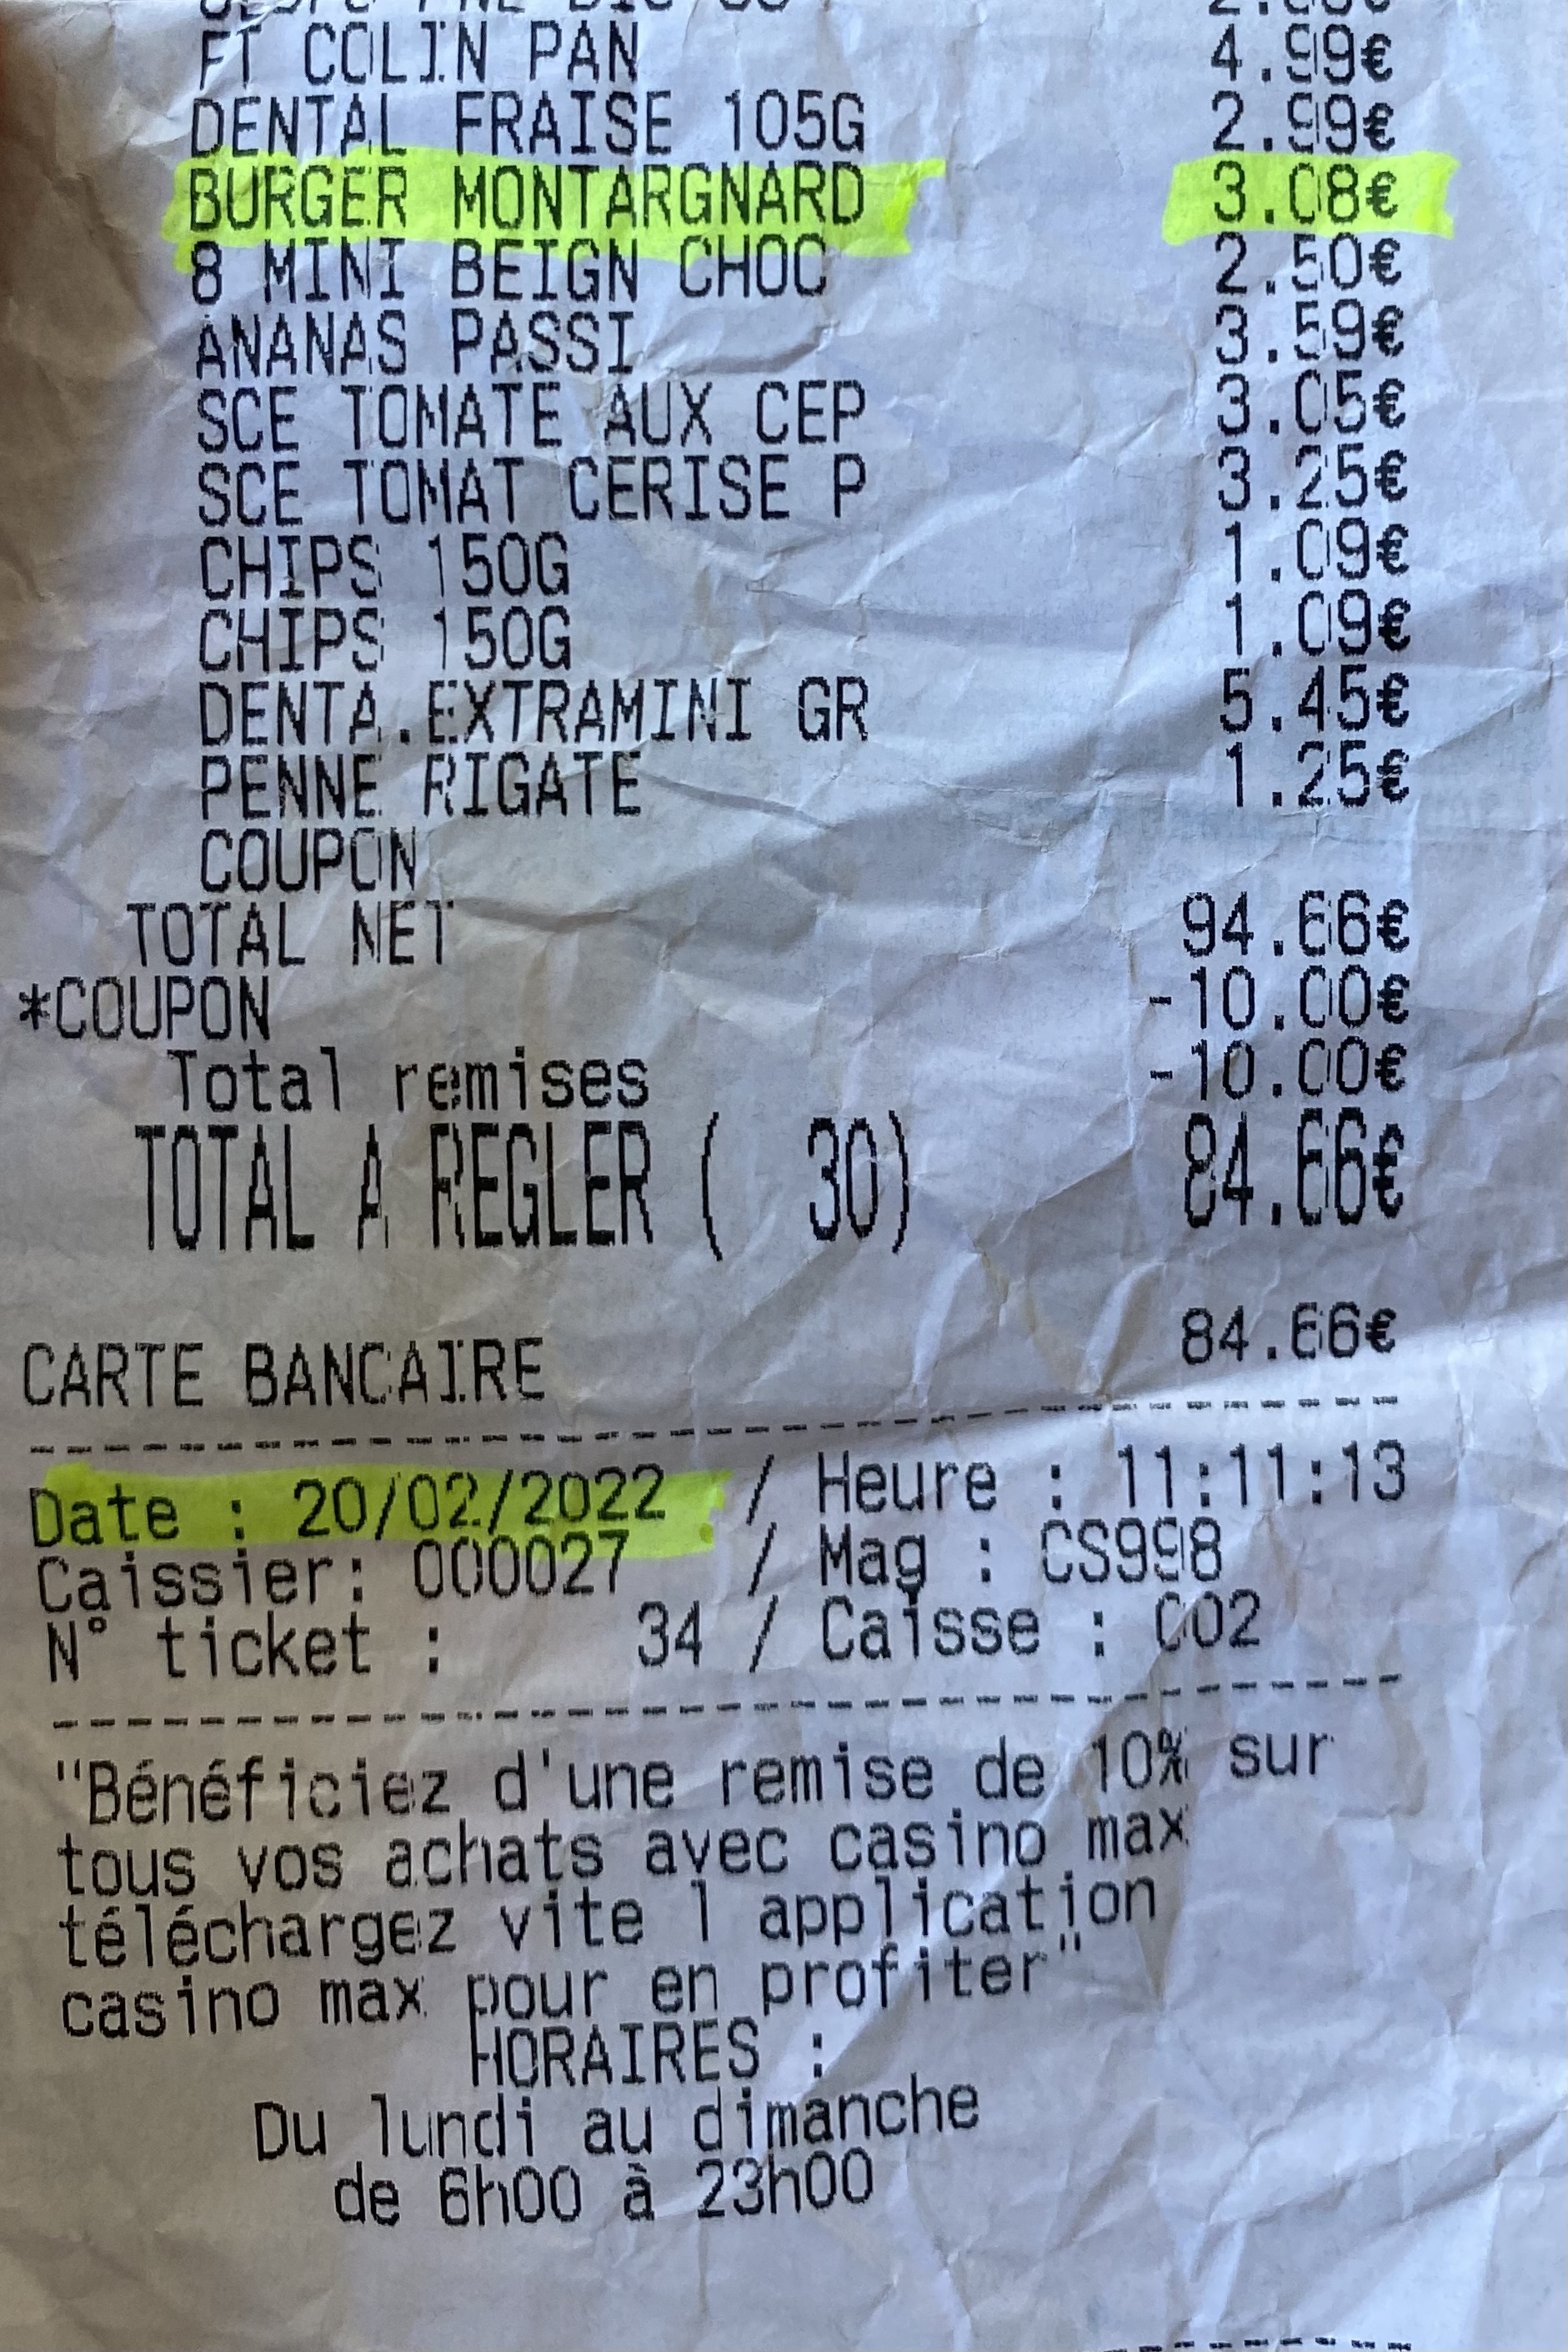 FT COLIN PAN 4.99€
DENTAL FRAISE 105G 2.99€
BURGER MONTARGNARD 3.08€
8 MINI BEIGN CHOC 2.50€
ANANAS PASSI 3.59€
SCE TOMATE AUX CEP 3.05€
SCE TOMAT CERISE P 3.25€
CHIPS 150G 1.09€
CHIPS 150G 1.09€
DENTA.EXTRAMINI GR 5.45€
PENNE RIGATE 1.25€
COUPON
TOTAL NET 94.66€
*COUPON -10.00€
Total remises -10.00€
TOTAL A REGLER ( 30) 84.66€
CARTE BANCAIRE 84.66€
Date : 20/02/2022 / Heure : 11:11:13
Caissier: 000027 / Mag : CS998
N° ticket : 34 / Caisse : 002
"Bénéficiez d'une remise de 10% sur
tous vos achats avec casino max
téléchargez vite l application
casino max pour en profiter"
HORAIRES :
Du lundi au dimanche
de 6h00 à 23h00